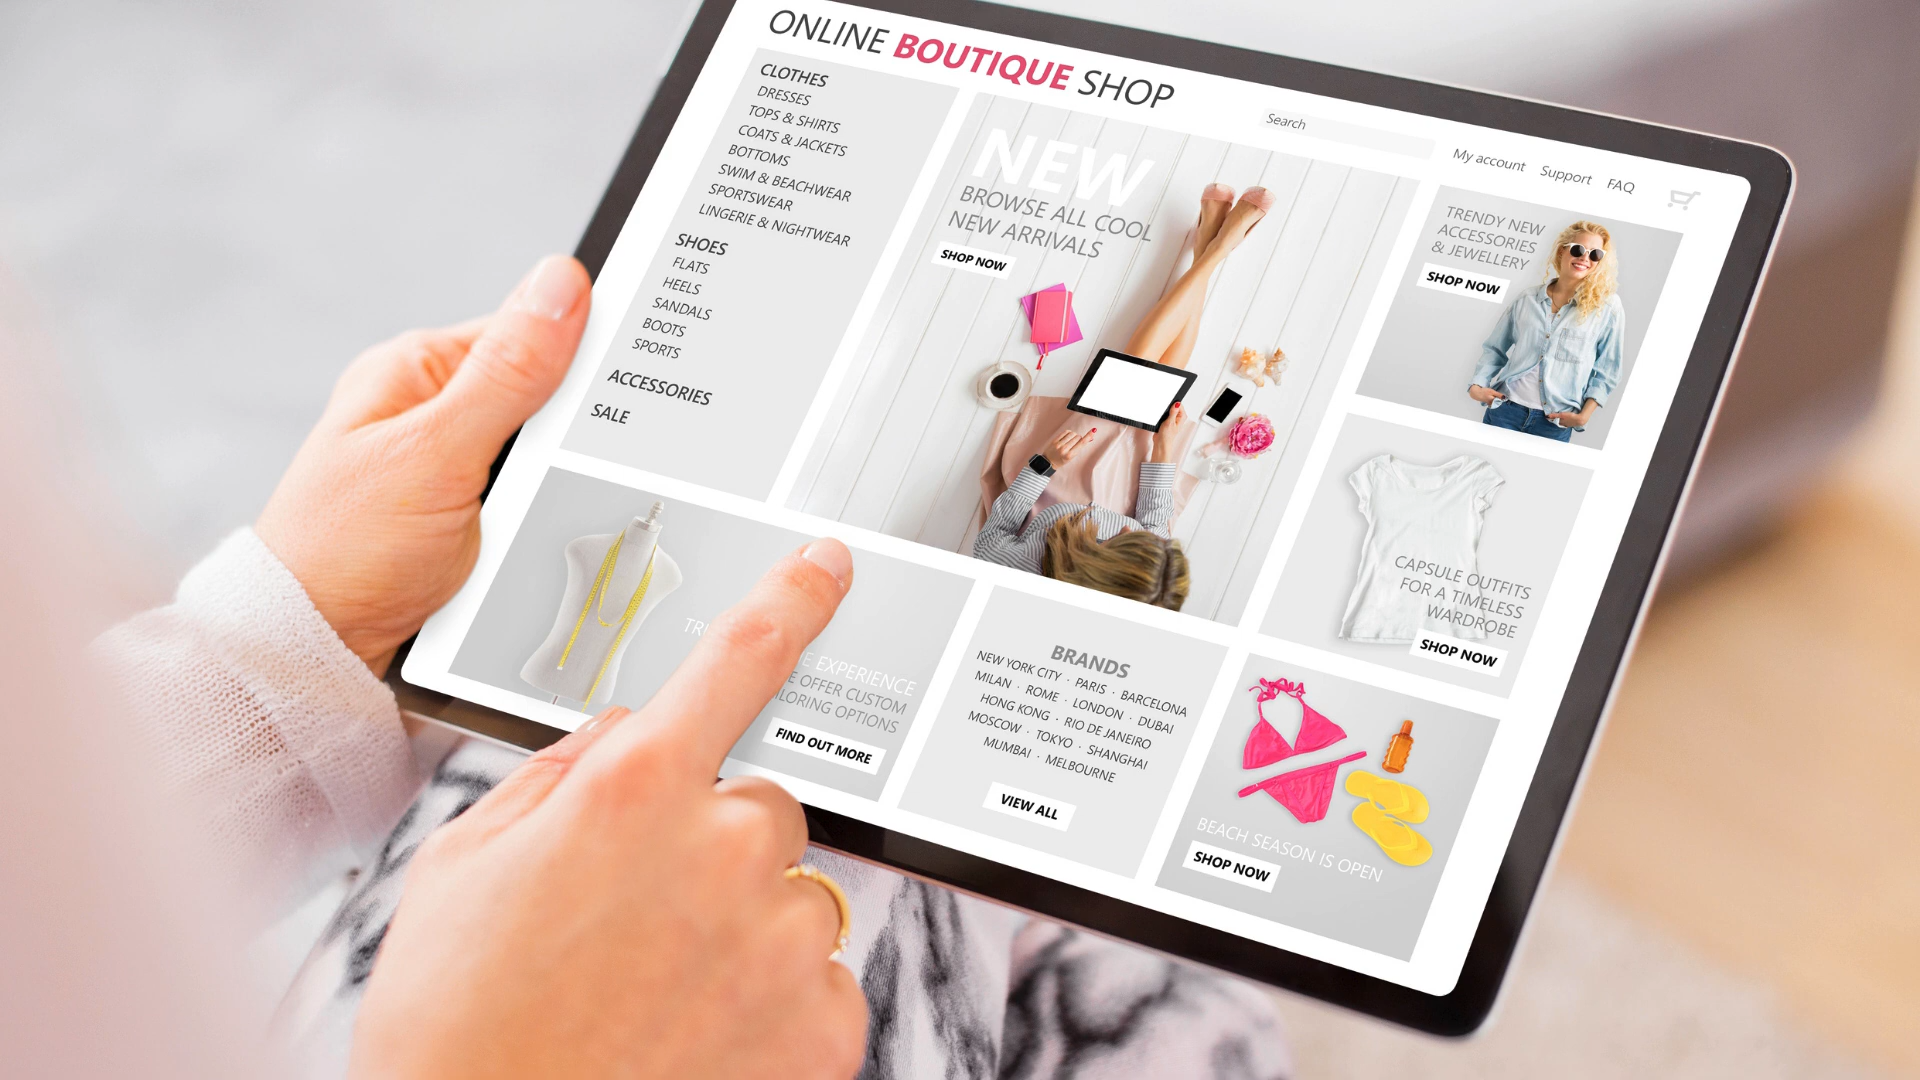 ONLINE BOUTIQUE SHOP
Search
My account Support FAQ
CLOTHES
DRESSES
TOPS & SHIRTS
COATS & JACKETS
BOTTOMS
SWIM & BEACHWEAR
SPORTSWEAR
LINGERIE & NIGHTWEAR
SHOES
FLATS
HEELS
SANDALS
BOOTS
SPORTS
ACCESSORIES
SALE
NEW
BROWSE ALL COOL
NEW ARRIVALS
SHOP NOW
TRENDY NEW
ACCESSORIES
& JEWELLERY
SHOP NOW
CAPSULE OUTFITS
FOR A TIMELESS
WARDROBE
SHOP NOW
EXPERIENCE
OFFER CUSTOM
OPTIONS
FIND OUT MORE
BRANDS
NEW YORK CITY · PARIS · BARCELONA
MILAN · ROME · LONDON · DUBAI
HONG KONG · RIO DE JANEIRO
MOSCOW · TOKYO · SHANGHAI
MUMBAI · MELBOURNE
VIEW ALL
BEACH SEASON IS OPEN
SHOP NOW